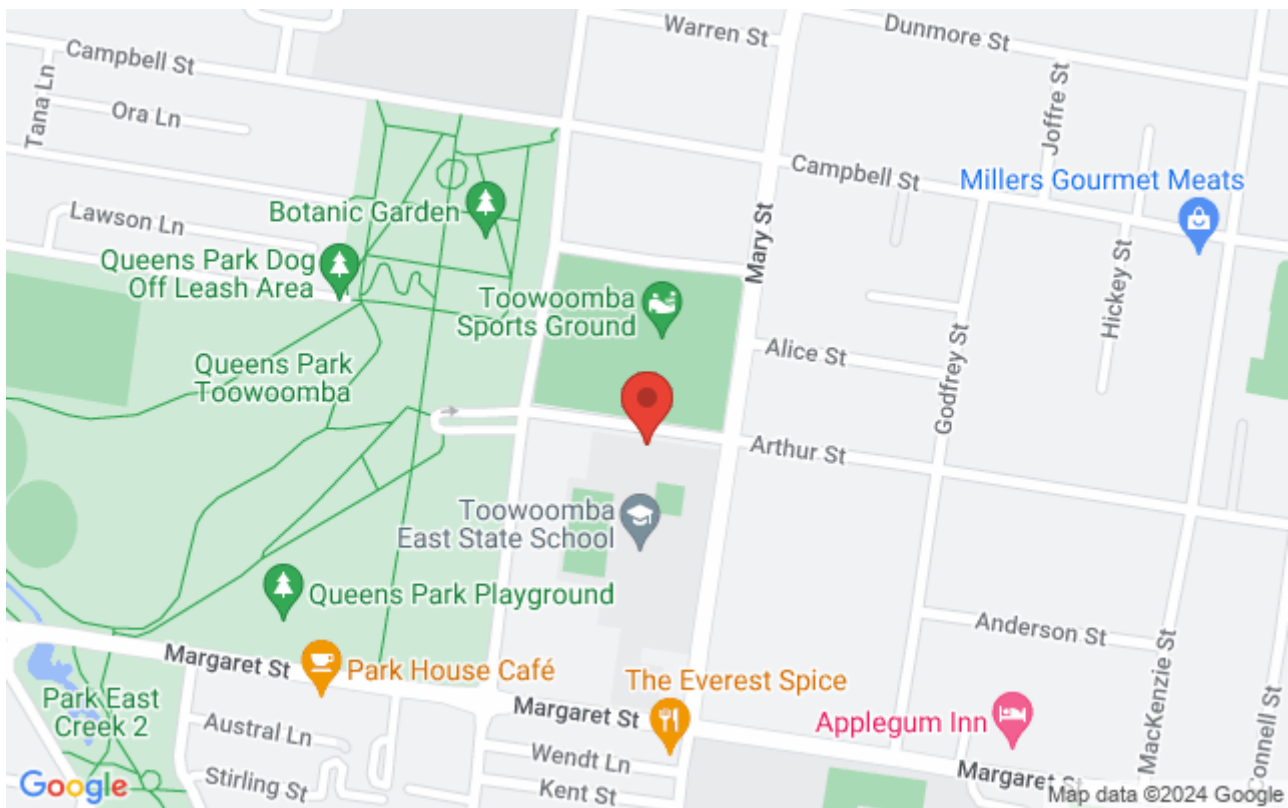 Warren St
Dunmore St
Campbell St
Tana Ln
Ora Ln
Joffre St
Campbell St
Millers Gourmet Meats
Botanic Garden
Lawson Ln
Mary St
Hickey St
Queens Park Dog
Off Leash Area
Toowoomba
Sports Ground
Alice St
Godfrey St
Queens Park
Toowoomba
Arthur St
Toowoomba
East State School
Queens Park Playground
Anderson St
Margaret St
Park House Café
The Everest Spice
MacKenzie St
Connell St
Park East
Creek 2
Margaret St
Applegum Inn
Austral Ln
Wendt Ln
Margaret St
Stirling St
Kent St
Google
Map data ©2024 Google